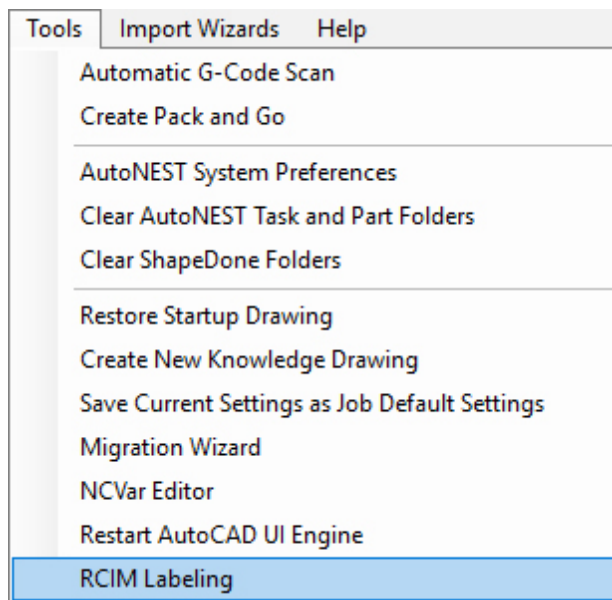 Tools Import Wizards Help
Automatic G-Code Scan
Create Pack and Go
AutoNEST System Preferences
Clear AutoNEST Task and Part Folders
Clear ShapeDone Folders
Restore Startup Drawing
Create New Knowledge Drawing
Save Current Settings as Job Default Settings
Migration Wizard
NCVar Editor
Restart AutoCAD UI Engine
RCIM Labeling